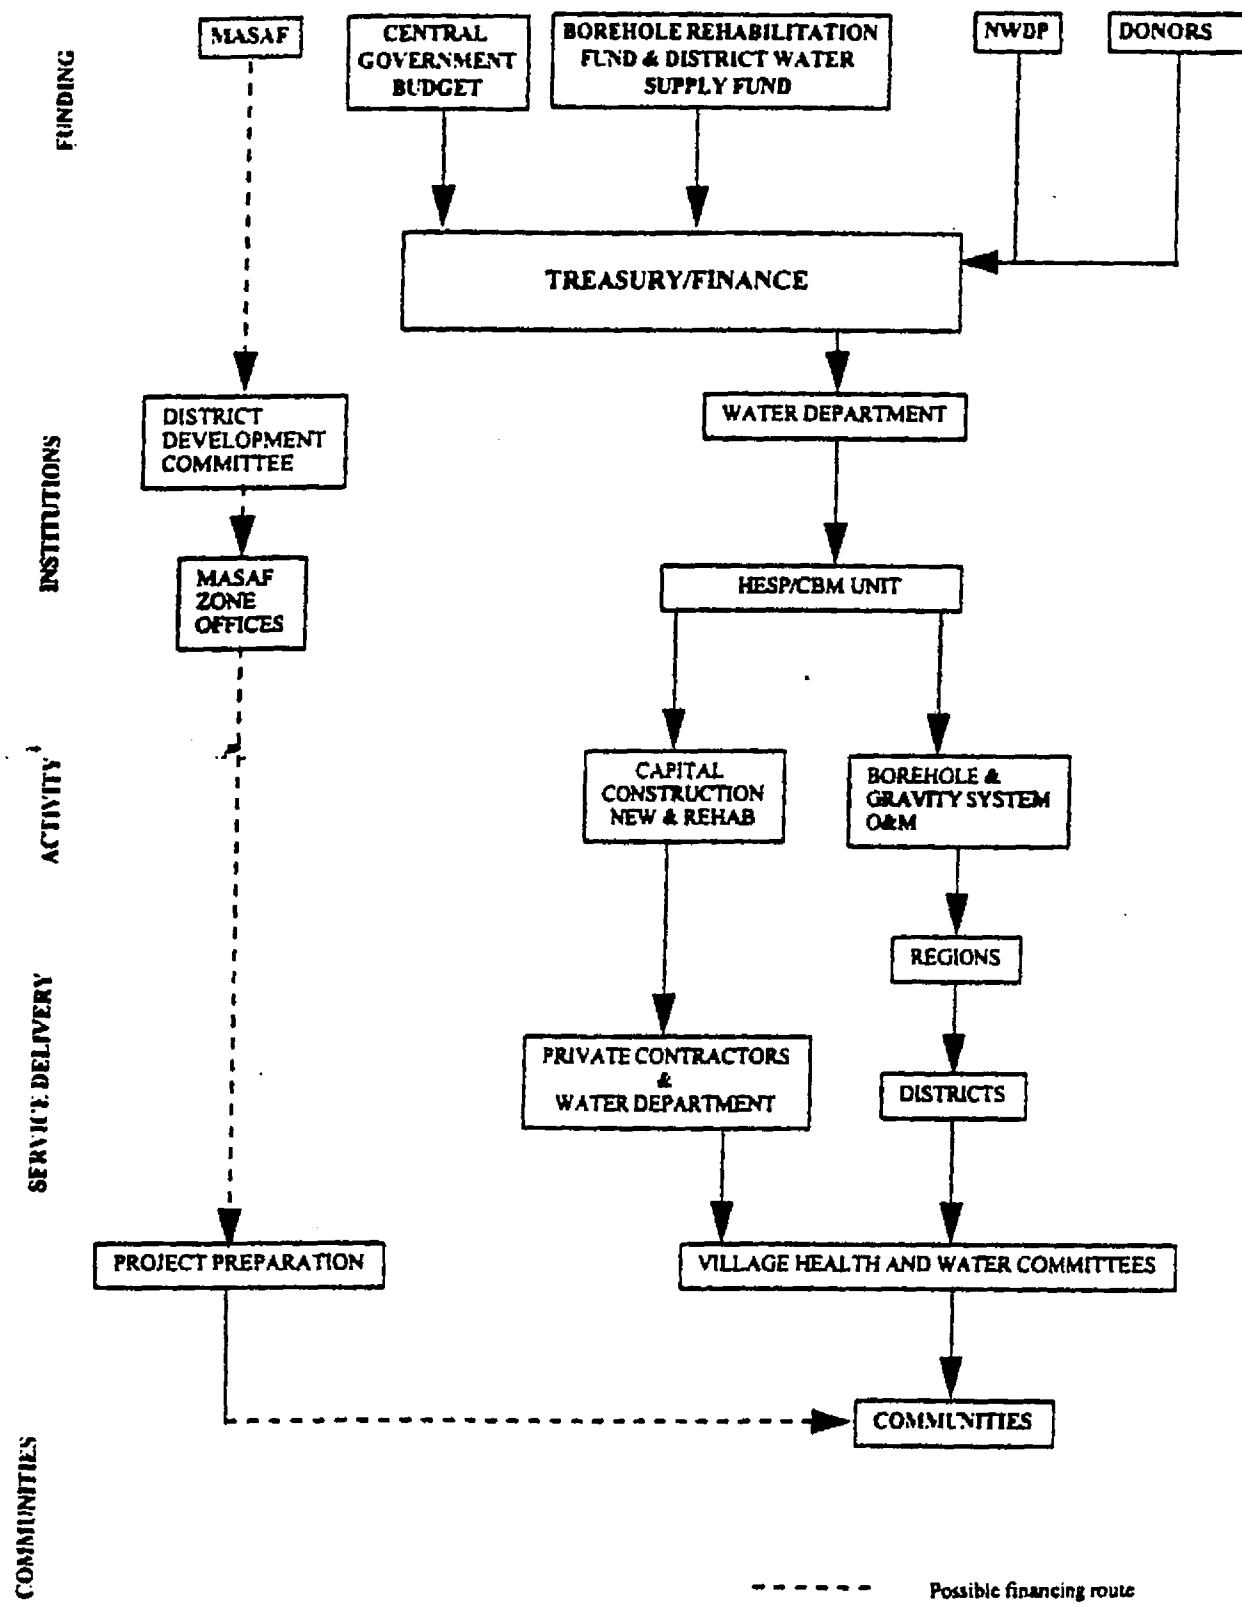 FUNDING
MASAF
CENTRAL
GOVERNMENT
BUDGET
BOREHOLE REHABILITATION
FUND & DISTRICT WATER
SUPPLY FUND
NWDP
DONORS
TREASURY/FINANCE
INSTITUTIONS
DISTRICT
DEVELOPMENT
COMMITTEE
WATER DEPARTMENT
MASAF
ZONE
OFFICES
HESP/CBM UNIT
ACTIVITY
CAPITAL
CONSTRUCTION
NEW & REHAB
BOREHOLE &
GRAVITY SYSTEM
O&M
REGIONS
SERVICE DELIVERY
PRIVATE CONTRACTORS
&
WATER DEPARTMENT
DISTRICTS
PROJECT PREPARATION
VILLAGE HEALTH AND WATER COMMITTEES
COMMUNITIES
COMMUNITIES
Possible financing route